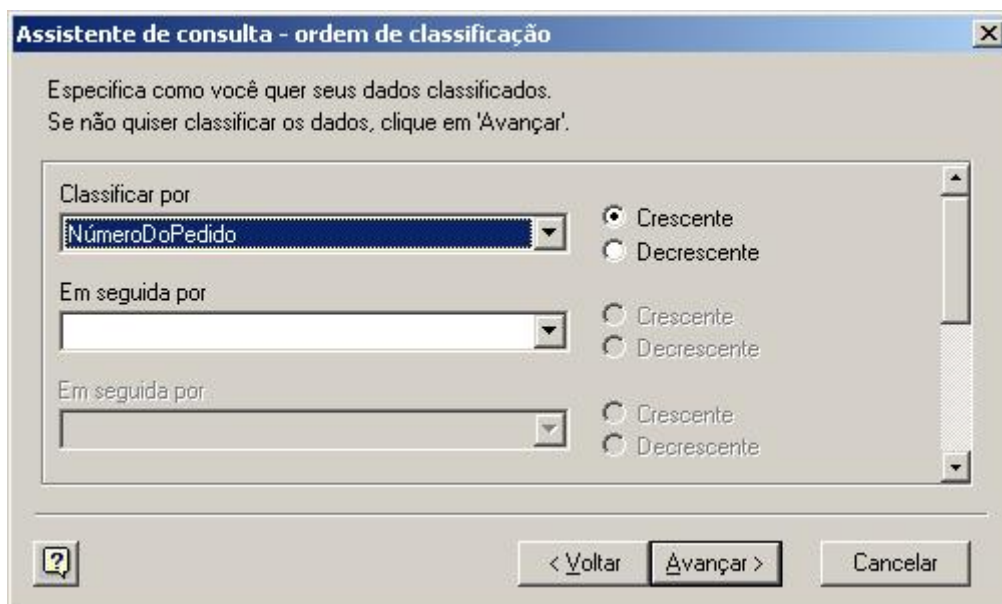 Assistente de consulta - ordem de classificação
Especifica como você quer seus dados classificados.
Se não quiser classificar os dados, clique em 'Avançar'.
Classificar por
NúmeroDoPedido
Crescente
Decrescente
Em seguida por
Crescente
Decrescente
Em seguida por
Crescente
Decrescente
?
< Voltar
Avançar >
Cancelar